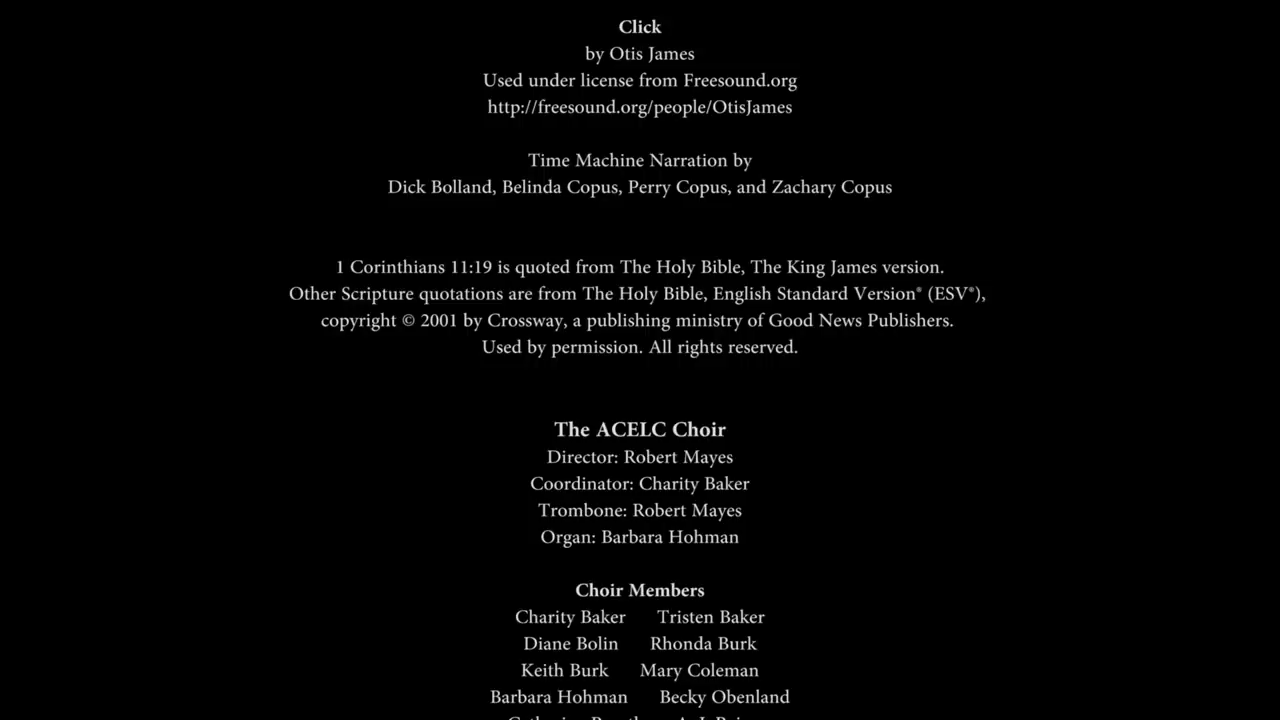 Click
by Otis James
Used under license from Freesound.org
http://freesound.org/people/OtisJames
Time Machine Narration by
Dick Bolland, Belinda Copus, Perry Copus, and Zachary Copus
1 Corinthians 11:19 is quoted from The Holy Bible, The King James version.
Other Scripture quotations are from The Holy Bible, English Standard Version® (ESV®),
copyright © 2001 by Crossway, a publishing ministry of Good News Publishers.
Used by permission. All rights reserved.
The ACELC Choir
Director: Robert Mayes
Coordinator: Charity Baker
Trombone: Robert Mayes
Organ: Barbara Hohman
Choir Members
Charity Baker Tristen Baker
Diane Bolin Rhonda Burk
Keith Burk Mary Coleman
Barbara Hohman Becky Obenland